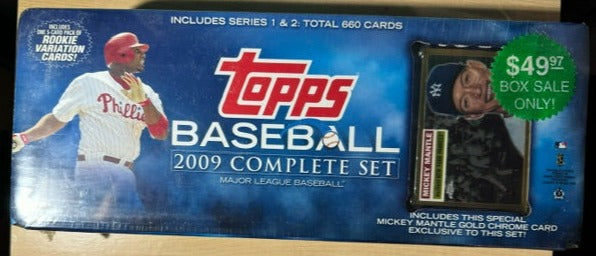 INCLUDES SERIES 1 & 2: TOTAL 660 CARDS
INCLUDES
ONE 5-CARD PACK OF
ROOKIE
VARIATION
CARDS!
Phillies
topps
BASEBALL
2009 COMPLETE SET
MAJOR LEAGUE BASEBALL
$49.97
BOX SALE
ONLY!
MICKEY MANTLE
INCLUDES THIS SPECIAL
MICKEY MANTLE GOLD CHROME CARD
EXCLUSIVE TO THIS SET!